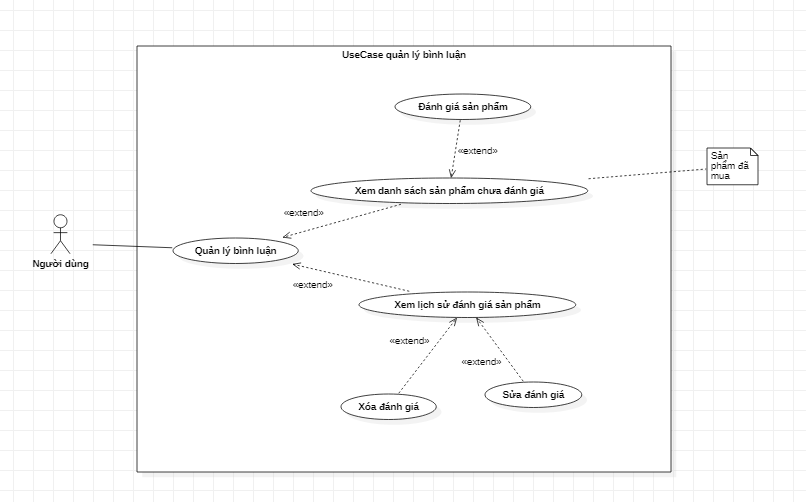 UseCase quản lý bình luận
Đánh giá sản phẩm
«extend»
Sản
phẩm đã
mua
Xem danh sách sản phẩm chưa đánh giá
«extend»
Người dùng
Quản lý bình luận
«extend»
Xem lịch sử đánh giá sản phẩm
«extend»
«extend»
Xóa đánh giá
Sửa đánh giá